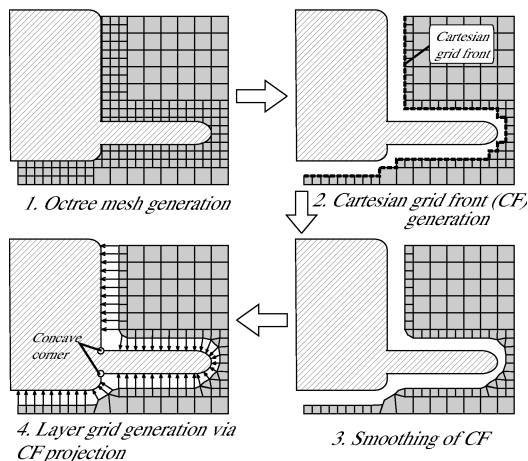 Cartesian
grid front
1. Octree mesh generation
2. Cartesian grid front (CF)
generation
Concave
corner
4. Layer grid generation via
CF projection
3. Smoothing of CF